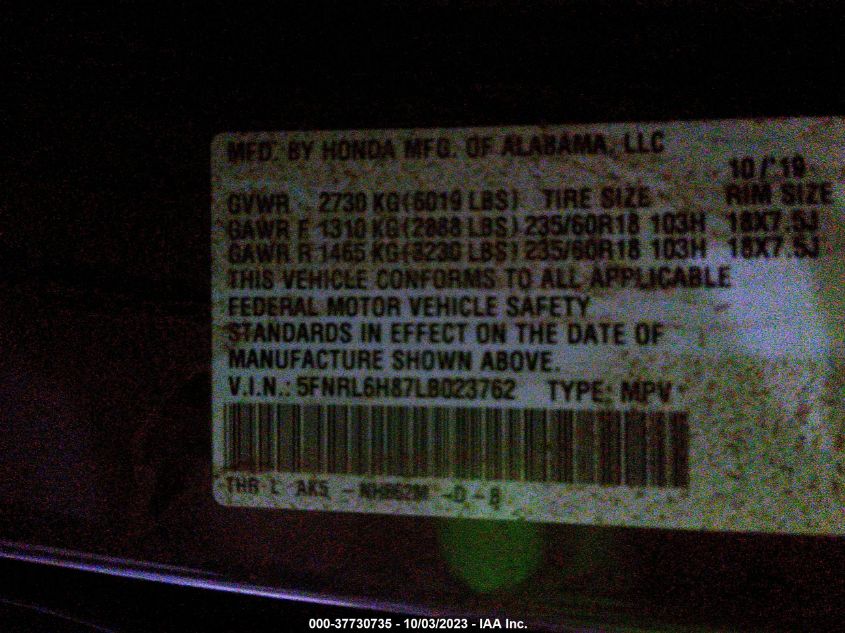 MFD. BY HONDA MFG. OF ALABAMA, LLC
10/'19
GVWR 2730 KG(6019 LBS) TIRE SIZE RIM SIZE
GAWR F 1310 KG(2888 LBS) 235/60R18 103H 18X7.5J
GAWR R 1465 KG(3230 LBS) 235/60R18 103H 18X7.5J
THIS VEHICLE CONFORMS TO ALL APPLICABLE
FEDERAL MOTOR VEHICLE SAFETY
STANDARDS IN EFFECT ON THE DATE OF
MANUFACTURE SHOWN ABOVE.
V.I.N.: 5FNRL6H87LB023762 TYPE: MPV
THR L AK5 - NH862M -D - B
000-37730735 - 10/03/2023 - IAA Inc.